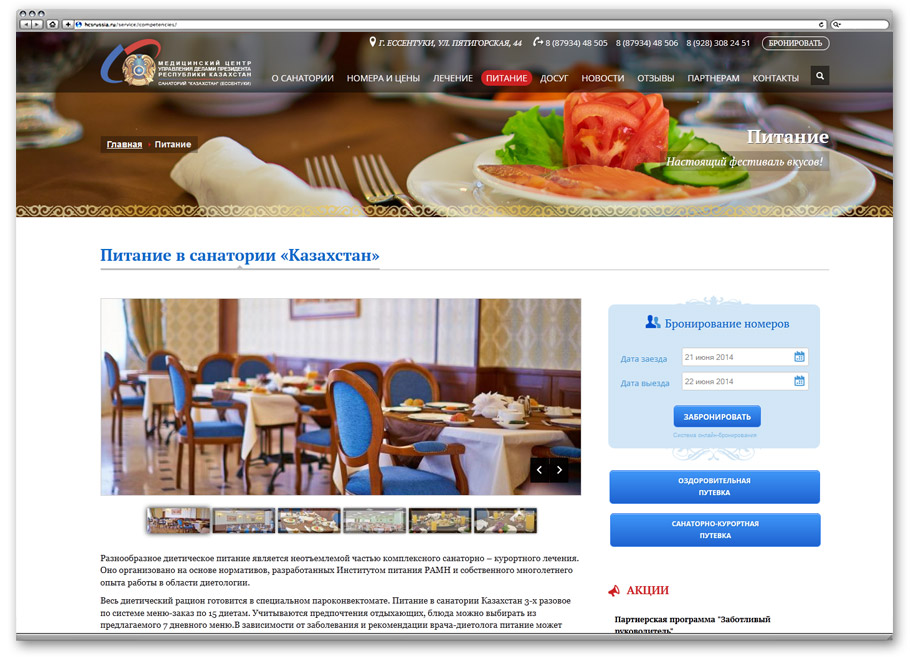 hcsrussia.ru/service/competencies/
Г. ЕССЕНТУКИ, УЛ. ПЯТИГОРСКАЯ, 44 8 (87934) 48 505 8 (87934) 48 506 8 (928) 308 24 51 БРОНИРОВАТЬ
МЕДИЦИНСКИЙ ЦЕНТР
УПРАВЛЕНИЯ ДЕЛАМИ ПРЕЗИДЕНТА
РЕСПУБЛИКИ КАЗАХСТАН
САНАТОРИЙ "КАЗАХСТАН" (ЕССЕНТУКИ)
О САНАТОРИИ НОМЕРА И ЦЕНЫ ЛЕЧЕНИЕ ПИТАНИЕ ДОСУГ НОВОСТИ ОТЗЫВЫ ПАРТНЕРАМ КОНТАКТЫ
Главная Питание
Питание
Настоящий фестиваль вкусов!
Питание в санатории «Казахстан»
Бронирование номеров
Дата заезда 21 июня 2014
Дата выезда 22 июня 2014
ЗАБРОНИРОВАТЬ
Система онлайн-бронирования
ОЗДОРОВИТЕЛЬНАЯ
ПУТЕВКА
САНАТОРНО-КУРОРТНАЯ
ПУТЕВКА
Разнообразное диетическое питание является неотъемлемой частью комплексного санаторно – курортного лечения.
Оно организовано на основе нормативов, разработанных Институтом питания РАМН и собственного многолетнего
опыта работы в области диетологии.
Весь диетический рацион готовится в специальном пароконвектомате. Питание в санатории Казахстан 3-х разовое
по системе меню-заказ по 15 диетам. Учитываются предпочтения отдыхающих, блюда можно выбирать из
предлагаемого 7 дневного меню.В зависимости от заболевания и рекомендации врача-диетолога питание может
АКЦИИ
Партнерская программа "Заботливый
руководитель"